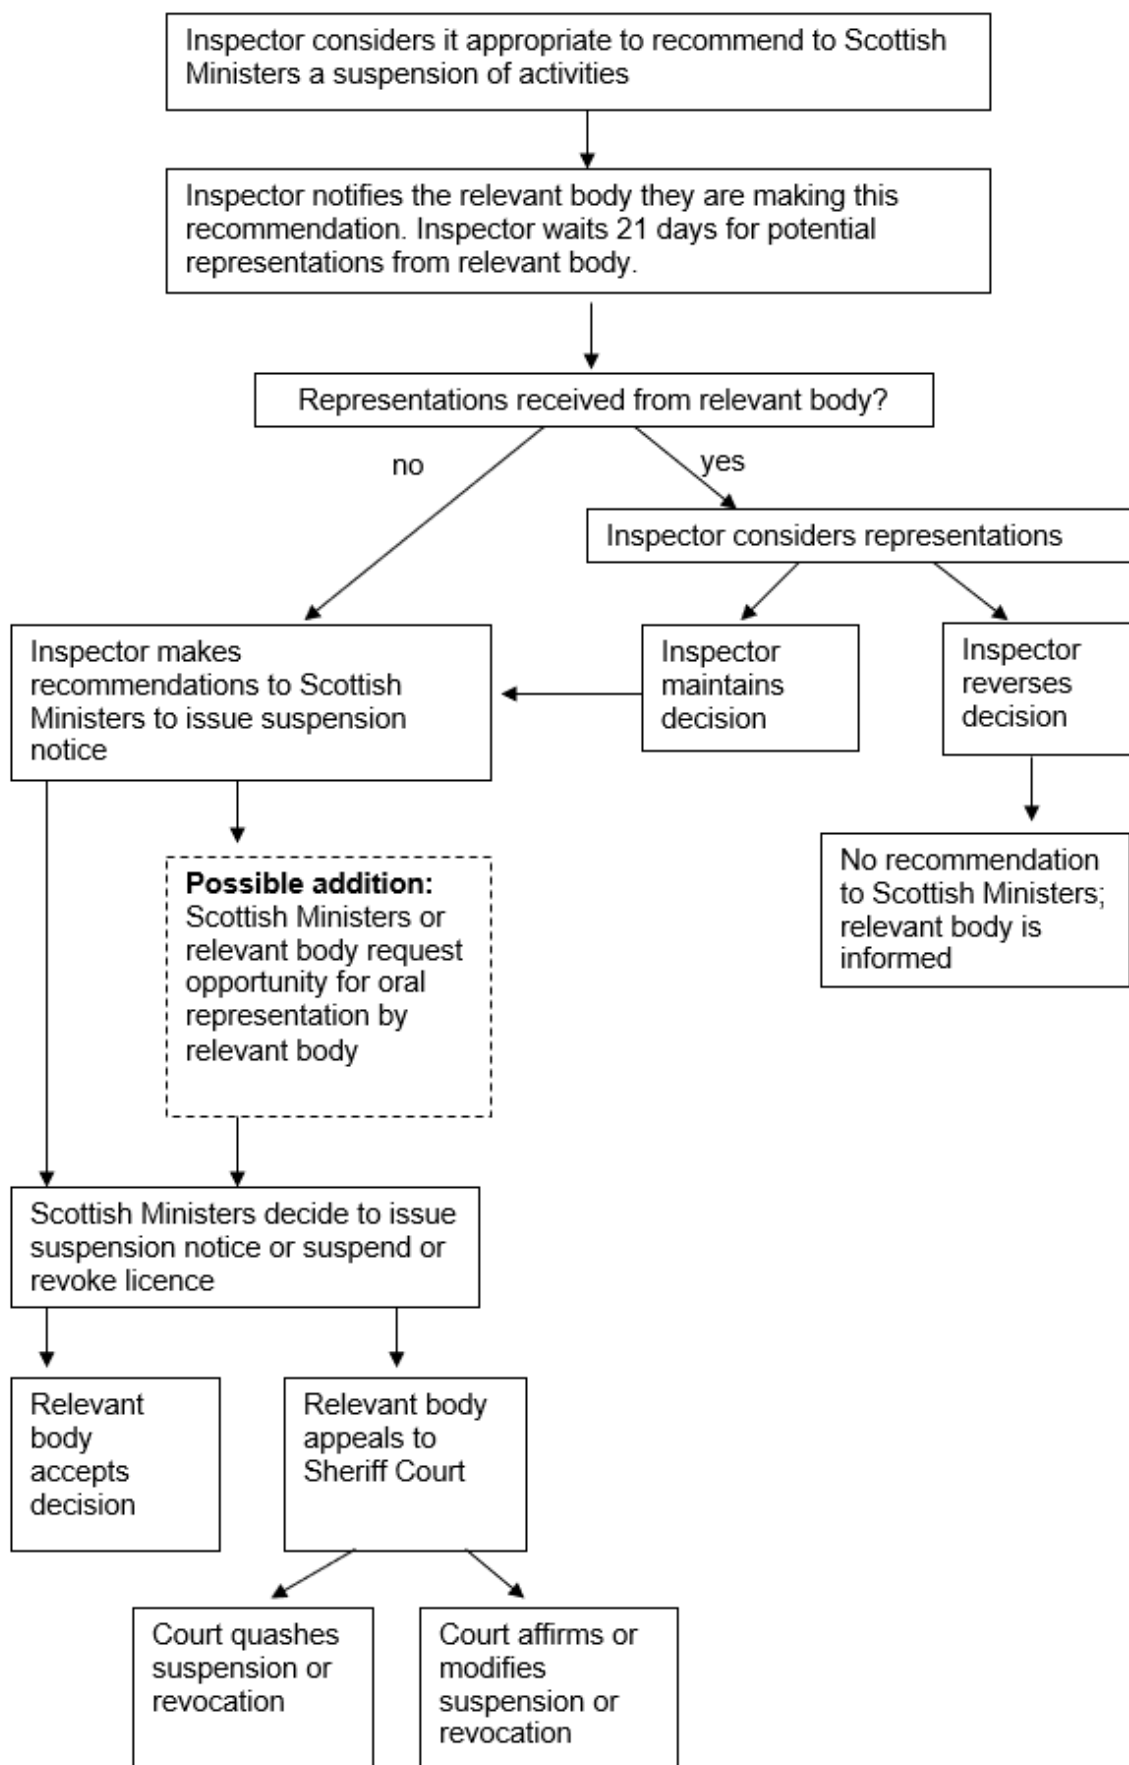 Inspector considers it appropriate to recommend to Scottish
Ministers a suspension of activities
Inspector notifies the relevant body they are making this
recommendation. Inspector waits 21 days for potential
representations from relevant body.
Representations received from relevant body?
no
yes
Inspector considers representations
Inspector makes
recommendations to Scottish
Ministers to issue suspension
notice
Inspector
maintains
decision
Inspector
reverses
decision
No recommendation
to Scottish Ministers;
relevant body is
informed
Possible addition:
Scottish Ministers or
relevant body request
opportunity for oral
representation by
relevant body
Scottish Ministers decide to issue
suspension notice or suspend or
revoke licence
Relevant
body
accepts
decision
Relevant body
appeals to
Sheriff Court
Court quashes
suspension or
revocation
Court affirms or
modifies
suspension or
revocation